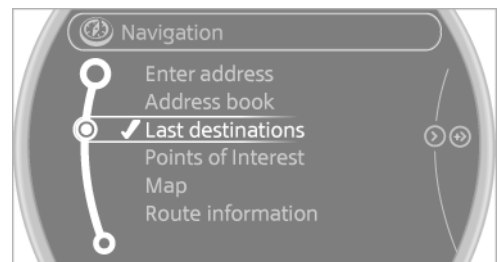 Navigation
Enter address
Address book
Last destinations
Points of Interest
Map
Route information